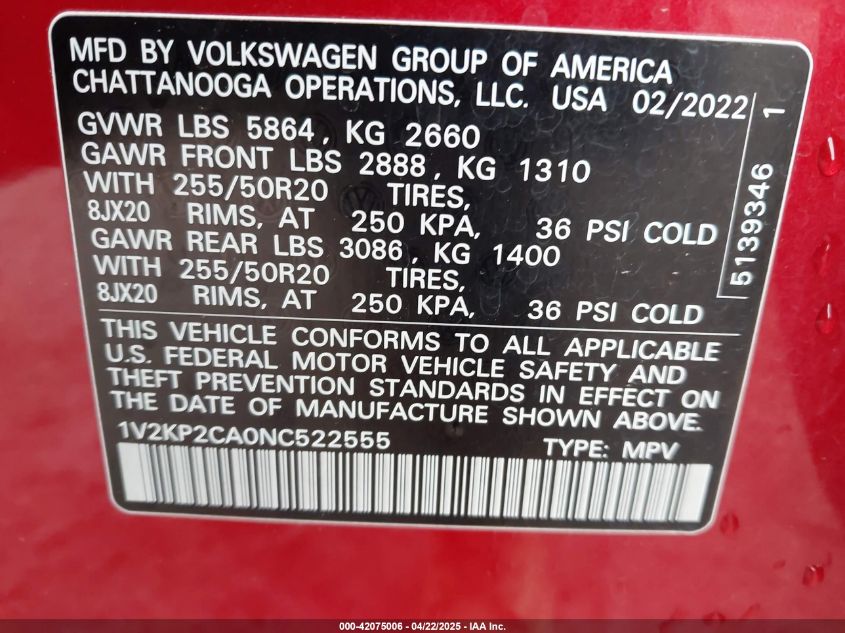 MFD BY VOLKSWAGEN GROUP OF AMERICA
CHATTANOOGA OPERATIONS, LLC. USA 02/2022
GVWR LBS 5864, KG 2660
GAWR FRONT LBS 2888, KG 1310
WITH 255/50R20 TIRES,
8JX20 RIMS, AT 250 KPA, 36 PSI COLD
GAWR REAR LBS 3086, KG 1400
WITH 255/50R20 TIRES,
8JX20 RIMS, AT 250 KPA, 36 PSI COLD
5139346 1
THIS VEHICLE CONFORMS TO ALL APPLICABLE
U.S. FEDERAL MOTOR VEHICLE SAFETY AND
THEFT PREVENTION STANDARDS IN EFFECT ON
THE DATE OF MANUFACTURE SHOWN ABOVE.
1V2KP2CA0NC522555 TYPE: MPV
000-42075006 - 04/22/2025 - IAA Inc.